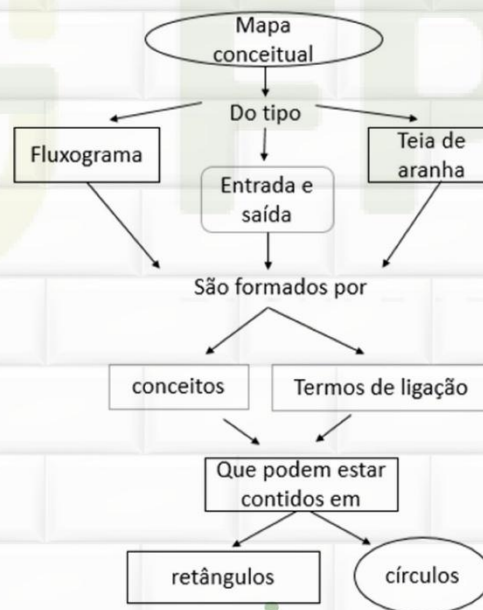 Mapa
conceitual
Do tipo
Fluxograma
Entrada e
saída
Teia de
aranha
São formados por
conceitos
Termos de ligação
Que podem estar
contidos em
retângulos
círculos